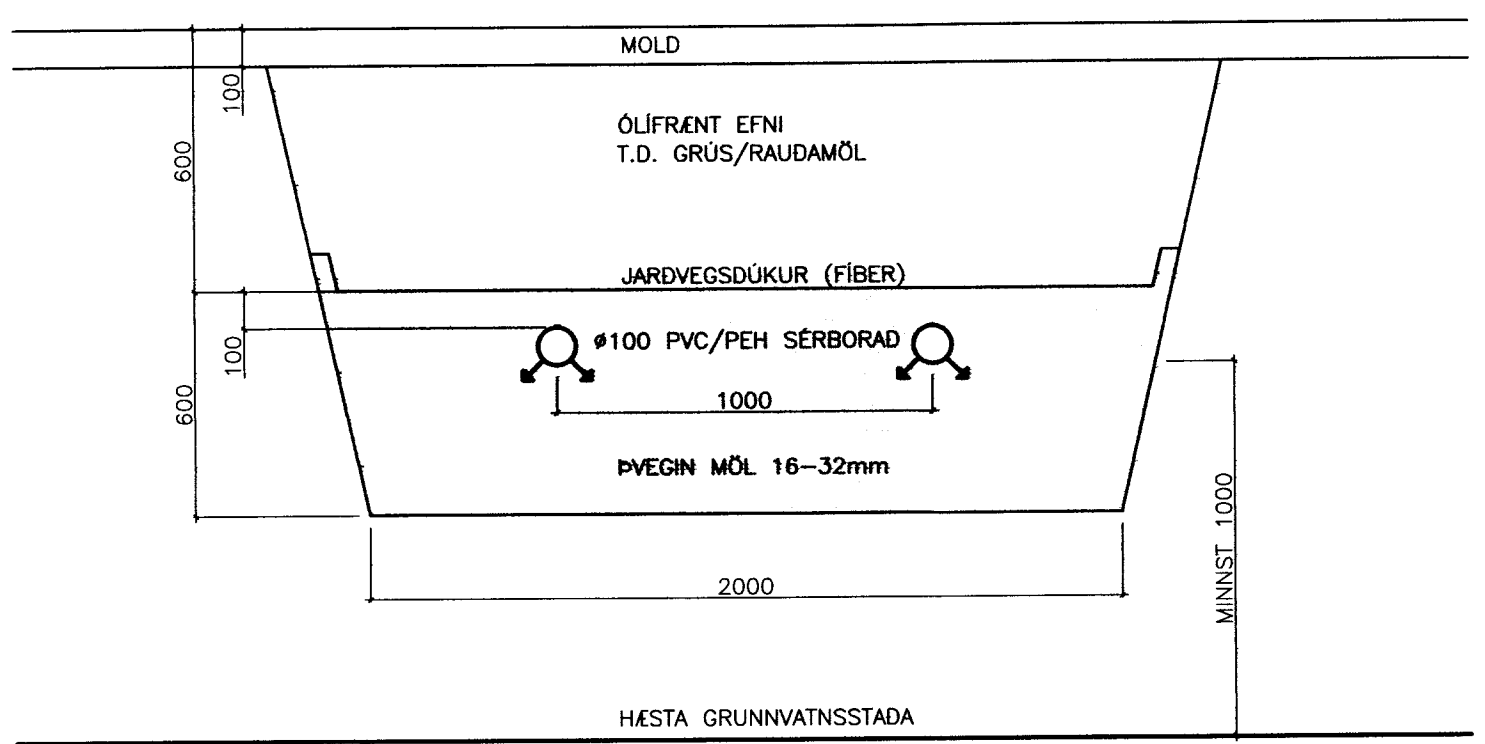 MOLD
100
600
ÓLÍFRÆNT EFNI
T.D. GRÚS/RAUÐAMÖL
JARÐVEGSDÚKUR (FÍBER)
100
ø100 PVC/PEH SÉRBORAÐ
600
1000
ÞVEGIN MÖL 16-32mm
MINNST 1000
2000
HÆSTA GRUNNVATNSSTAÐA